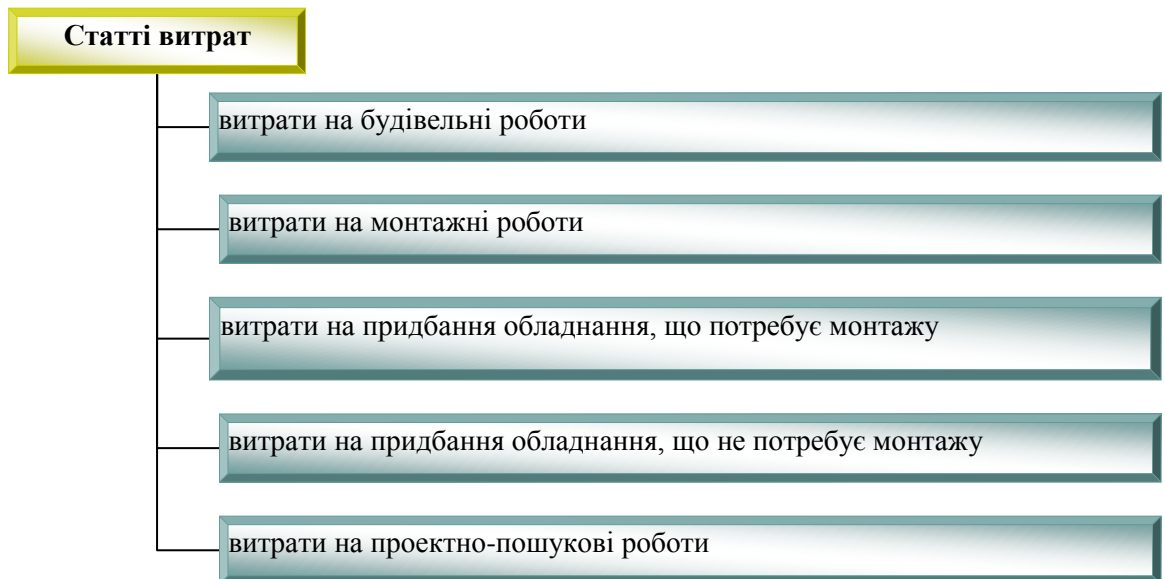 Статті витрат
витрати на будівельні роботи
витрати на монтажні роботи
витрати на придбання обладнання, що потребує монтажу
витрати на придбання обладнання, що не потребує монтажу
витрати на проектно-пошукові роботи